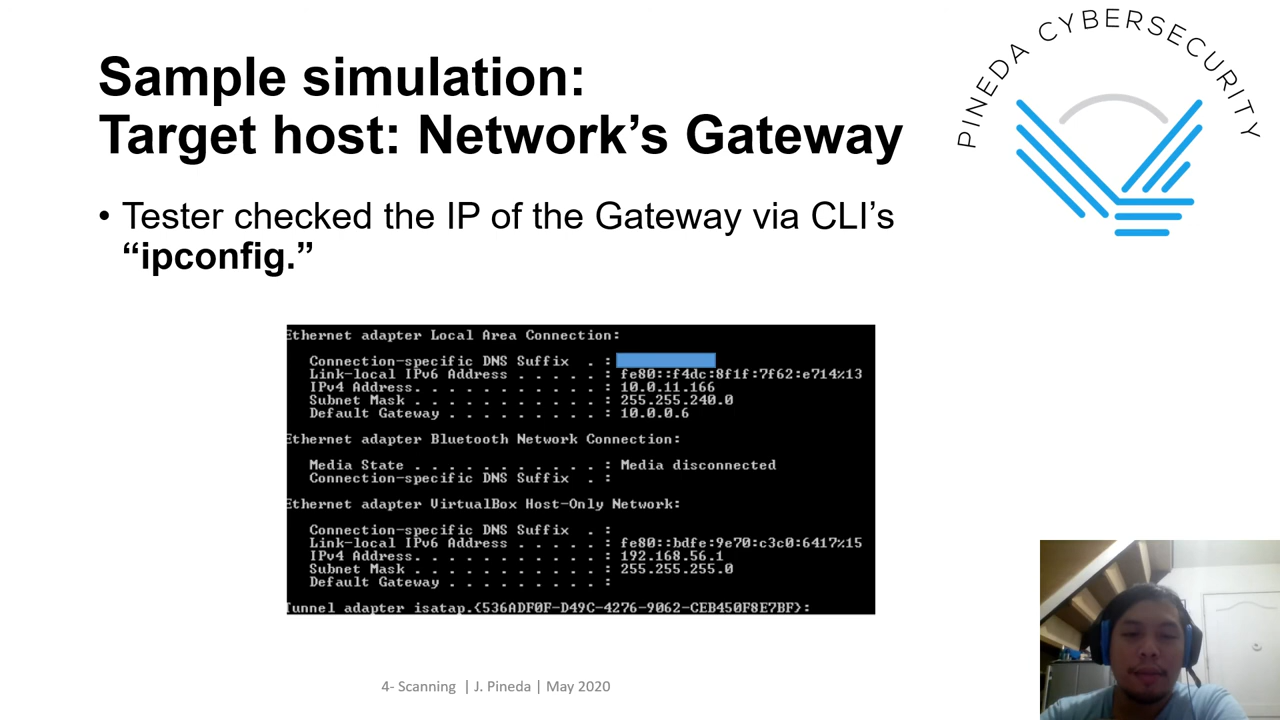 PINEDA CYBERSECURITY
Sample simulation:
Target host: Network’s Gateway
• Tester checked the IP of the Gateway via CLI’s
“ipconfig.”
Ethernet adapter Local Area Connection:
Connection-specific DNS Suffix . :
Link-local IPv6 Address . . . . . : fe80::f4dc:8f1f:7f62:e714%13
IPv4 Address. . . . . . . . . . . : 10.0.11.166
Subnet Mask . . . . . . . . . . . : 255.255.240.0
Default Gateway . . . . . . . . . : 10.0.0.6
Ethernet adapter Bluetooth Network Connection:
Media State . . . . . . . . . . . : Media disconnected
Connection-specific DNS Suffix . :
Ethernet adapter VirtualBox Host-Only Network:
Connection-specific DNS Suffix . :
Link-local IPv6 Address . . . . . : fe80::bdfe:9e70:c3c0:6417%15
IPv4 Address. . . . . . . . . . . : 192.168.56.1
Subnet Mask . . . . . . . . . . . : 255.255.255.0
Default Gateway . . . . . . . . . :
Tunnel adapter isatap.{536ADF0F-D49C-4276-9062-CEB450F8E7BF}:
4- Scanning | J. Pineda | May 2020